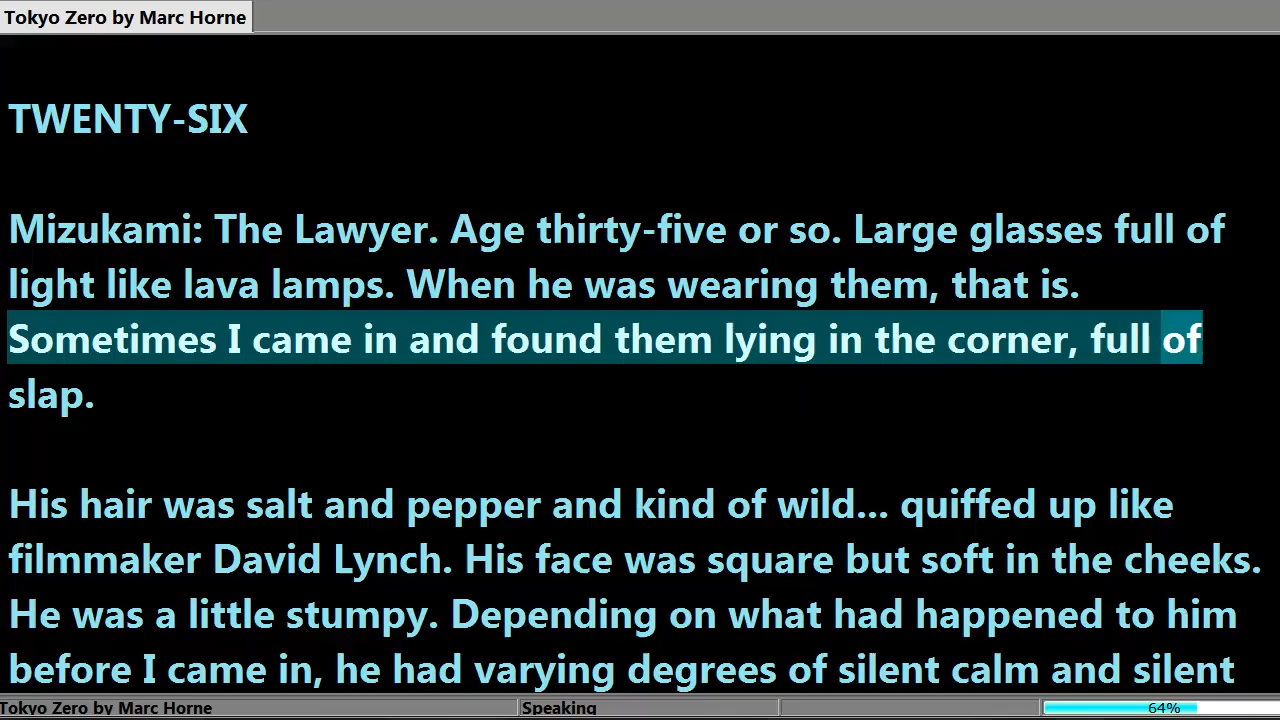 Tokyo Zero by Marc Horne
TWENTY-SIX
Mizukami: The Lawyer. Age thirty-five or so. Large glasses full of
light like lava lamps. When he was wearing them, that is.
Sometimes I came in and found them lying in the corner, full of
slap.
His hair was salt and pepper and kind of wild... quiffed up like
filmmaker David Lynch. His face was square but soft in the cheeks.
He was a little stumpy. Depending on what had happened to him
before I came in, he had varying degrees of silent calm and silent
Tokyo Zero by Marc Horne
Speaking
64%